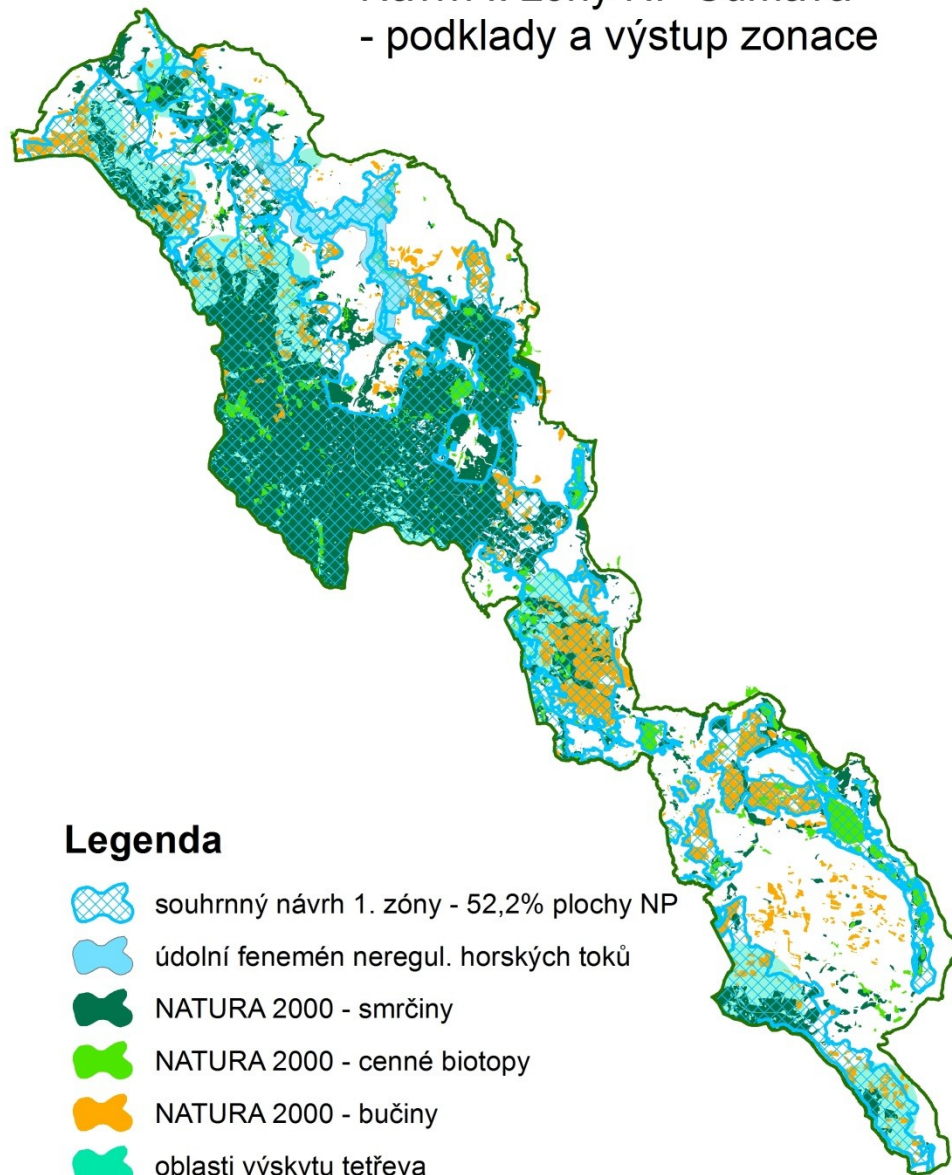 - podklady a výstup zonace
Legenda
souhrnný návrh 1. zóny - 52,2% plochy NP
údolní fenemén neregul. horských toků
NATURA 2000 - smrčiny
NATURA 2000 - cenné biotopy
NATURA 2000 - bučiny
oblasti výskytu tetřeva